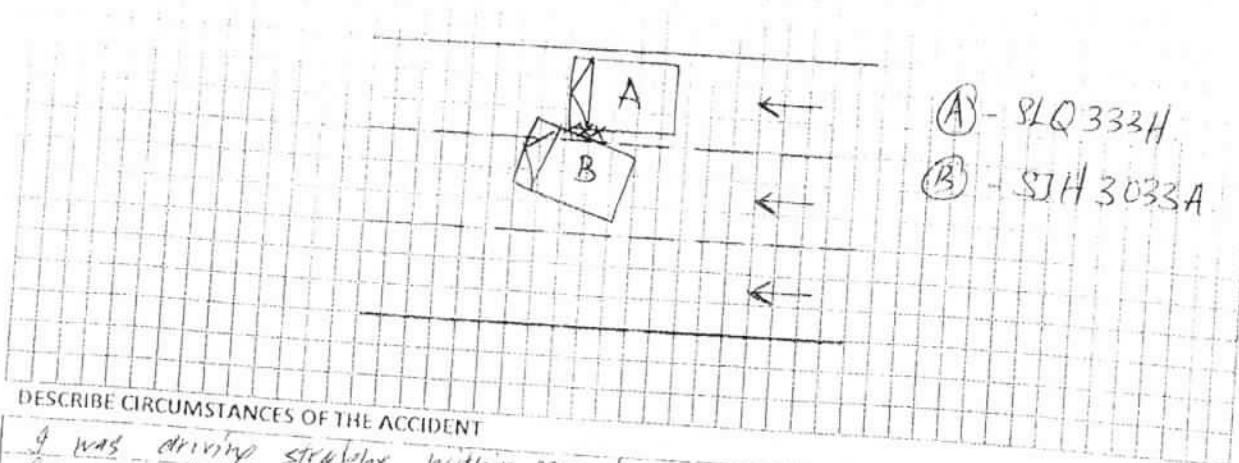 A
B
Ⓐ - SLQ 333H
Ⓑ - SJH 3033A
DESCRIBE CIRCUMSTANCES OF THE ACCIDENT
I was driving straight